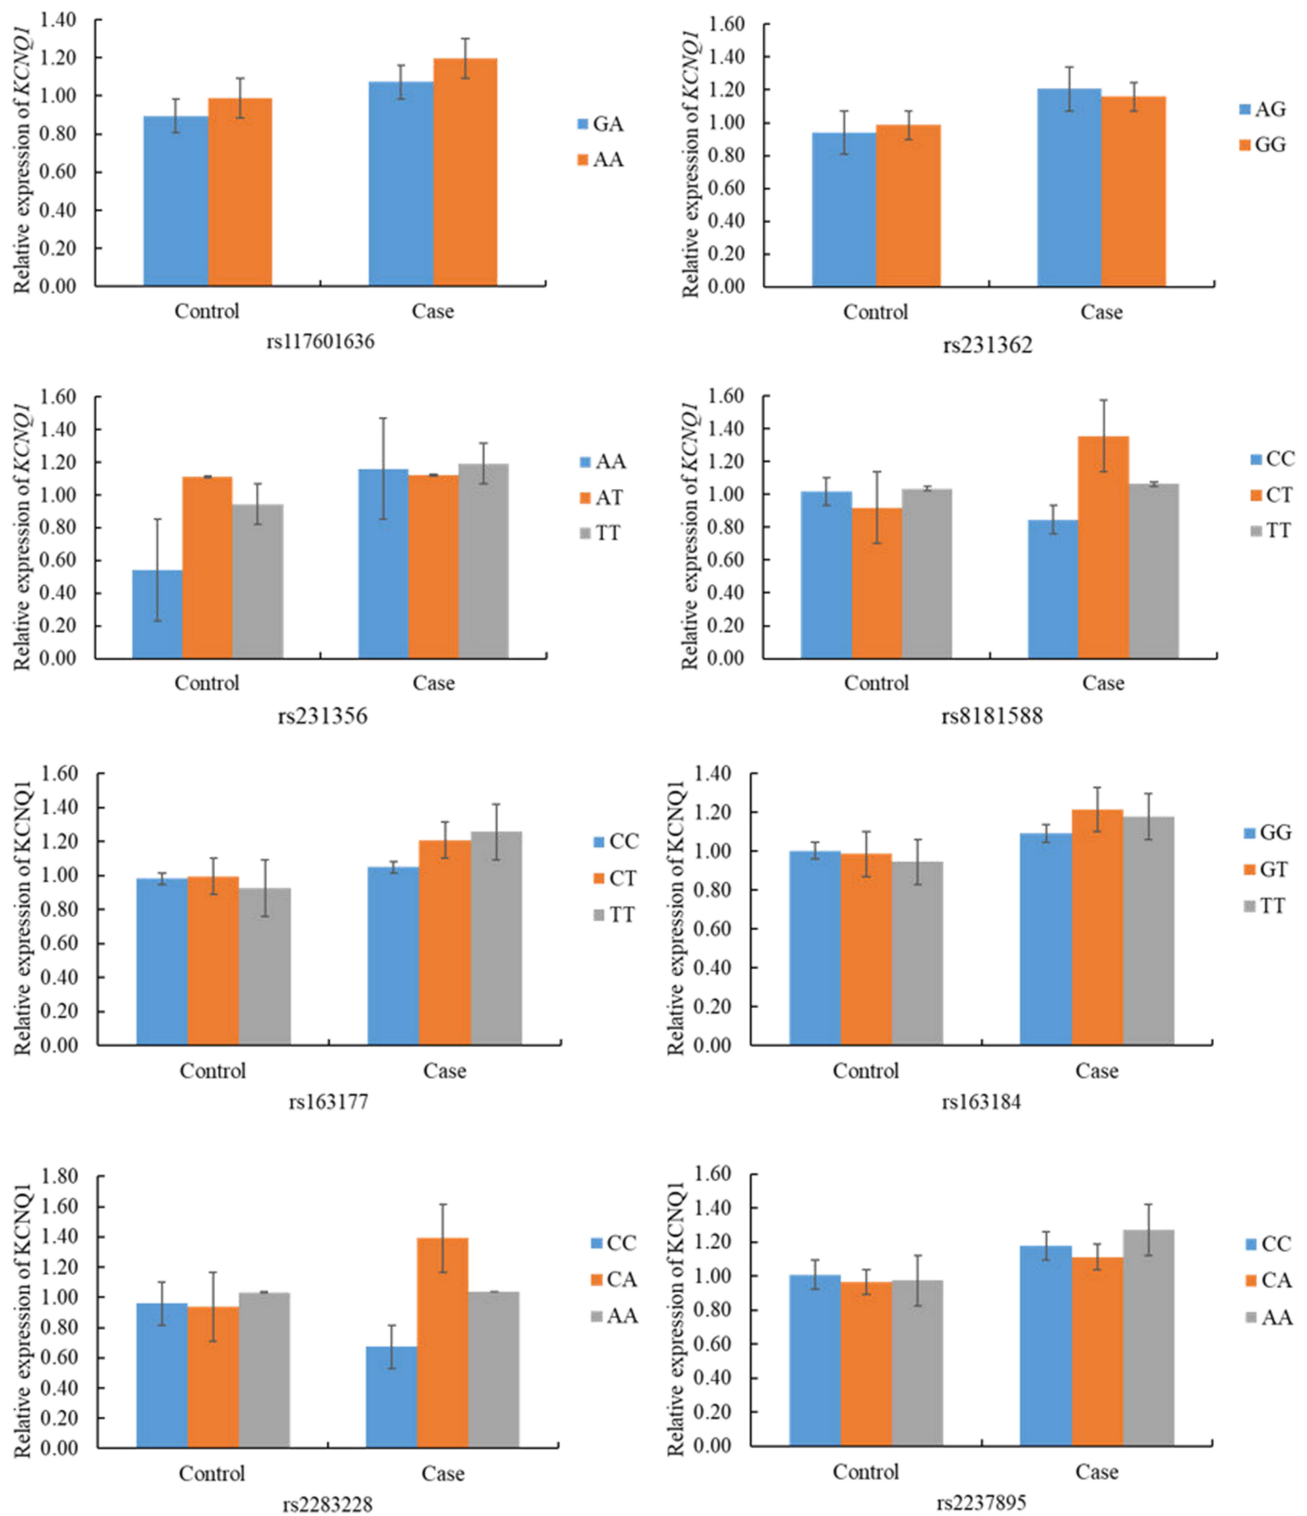 Relative expression of KCNQ1
1.40
1.20
1.00
0.80
0.60
0.40
0.20
0.00
Control
Case
rs117601636
GA
AA
Relative expression of KCNQ1
1.60
1.40
1.20
1.00
0.80
0.60
0.40
0.20
0.00
Control
Case
rs231362
AG
GG
Relative expression of KCNQ1
1.60
1.40
1.20
1.00
0.80
0.60
0.40
0.20
0.00
Control
Case
rs231356
AA
AT
TT
Relative expression of KCNQ1
1.60
1.40
1.20
1.00
0.80
0.60
0.40
0.20
0.00
Control
Case
rs8181588
CC
CT
TT
Relative expression of KCNQ1
1.60
1.40
1.20
1.00
0.80
0.60
0.40
0.20
0.00
Control
Case
rs163177
CC
CT
TT
Relative expression of KCNQ1
1.40
1.20
1.00
0.80
0.60
0.40
0.20
0.00
Control
Case
rs163184
GG
GT
TT
Relative expression of KCNQ1
1.80
1.60
1.40
1.20
1.00
0.80
0.60
0.40
0.20
0.00
Control
Case
rs2283228
CC
CA
AA
Relative expression of KCNQ1
1.60
1.40
1.20
1.00
0.80
0.60
0.40
0.20
0.00
Control
Case
rs2237895
CC
CA
AA